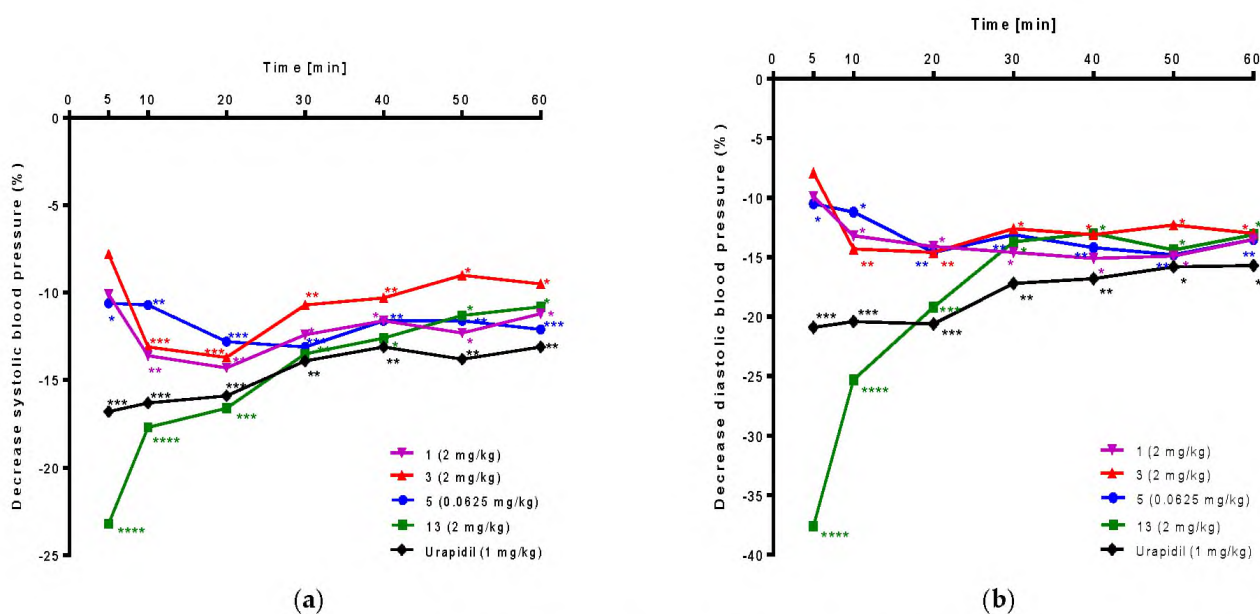 Time [min]
0 5 10 20 30 40 50 60
0
-5
-10
-15
-20
-25
Decrease systolic blood pressure (%)
* ** *** *** ** ** * *
*** *** *** ** ** ** **
**** **** *** ** * * *
1 (2 mg/kg)
3 (2 mg/kg)
5 (0.0625 mg/kg)
13 (2 mg/kg)
Urapidil (1 mg/kg)
(a)
Time [min]
0 5 10 20 30 40 50 60
0
-5
-10
-15
-20
-25
-30
-35
-40
Decrease diastolic blood pressure (%)
*** *** *** ** ** * *
**** **** ***
1 (2 mg/kg)
3 (2 mg/kg)
5 (0.0625 mg/kg)
13 (2 mg/kg)
Urapidil (1 mg/kg)
(b)